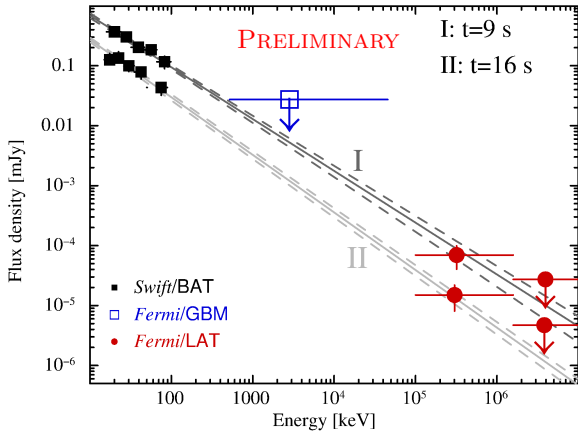 PRELIMINARY
I: t=9 s
II: t=16 s
Flux density [mJy]
0.1
0.01
10⁻³
10⁻⁴
10⁻⁵
10⁻⁶
I
II
Swift/BAT
Fermi/GBM
Fermi/LAT
100 1000 10⁴ 10⁵ 10⁶
Energy [keV]